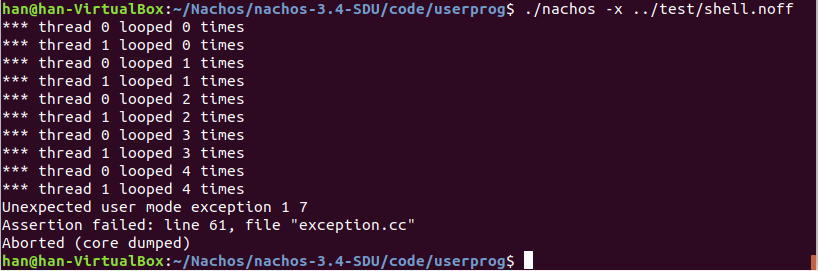 han@han-VirtualBox:~/Nachos/nachos-3.4-SDU/code/userprog$ ./nachos -x ../test/shell.noff
*** thread 0 looped 0 times
*** thread 1 looped 0 times
*** thread 0 looped 1 times
*** thread 1 looped 1 times
*** thread 0 looped 2 times
*** thread 1 looped 2 times
*** thread 0 looped 3 times
*** thread 1 looped 3 times
*** thread 0 looped 4 times
*** thread 1 looped 4 times
Unexpected user mode exception 1 7
Assertion failed: line 61, file "exception.cc"
Aborted (core dumped)
han@han-VirtualBox:~/Nachos/nachos-3.4-SDU/code/userprog$